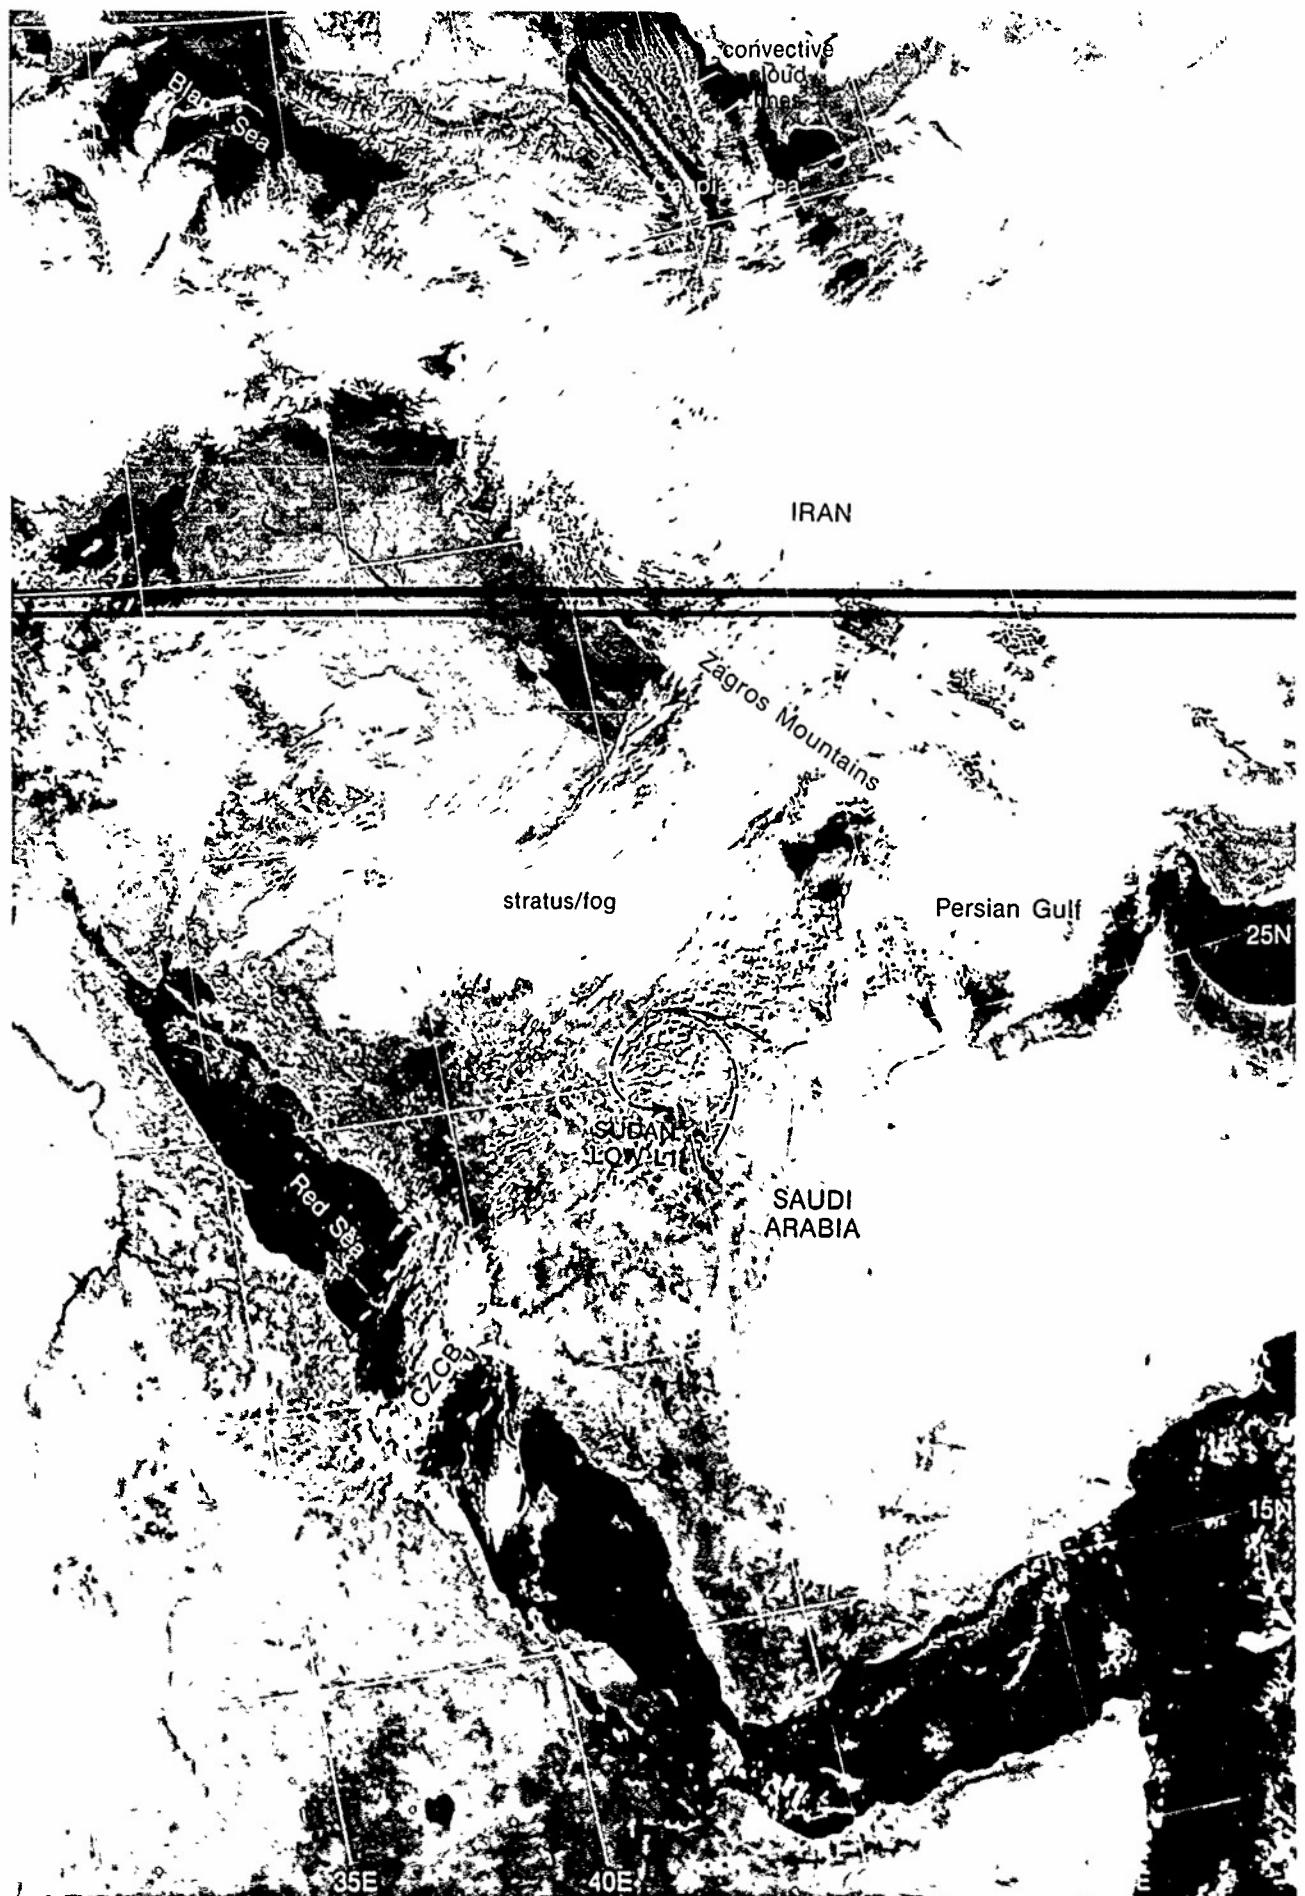 convective
cloud
lines
Black
Sea
Caspian Sea
IRAN
Zagros Mountains
stratus/fog
Persian Gulf
25N
SUDAN
LOW
SAUDI
ARABIA
Red Sea
CZCB
15N
35E
40E
E